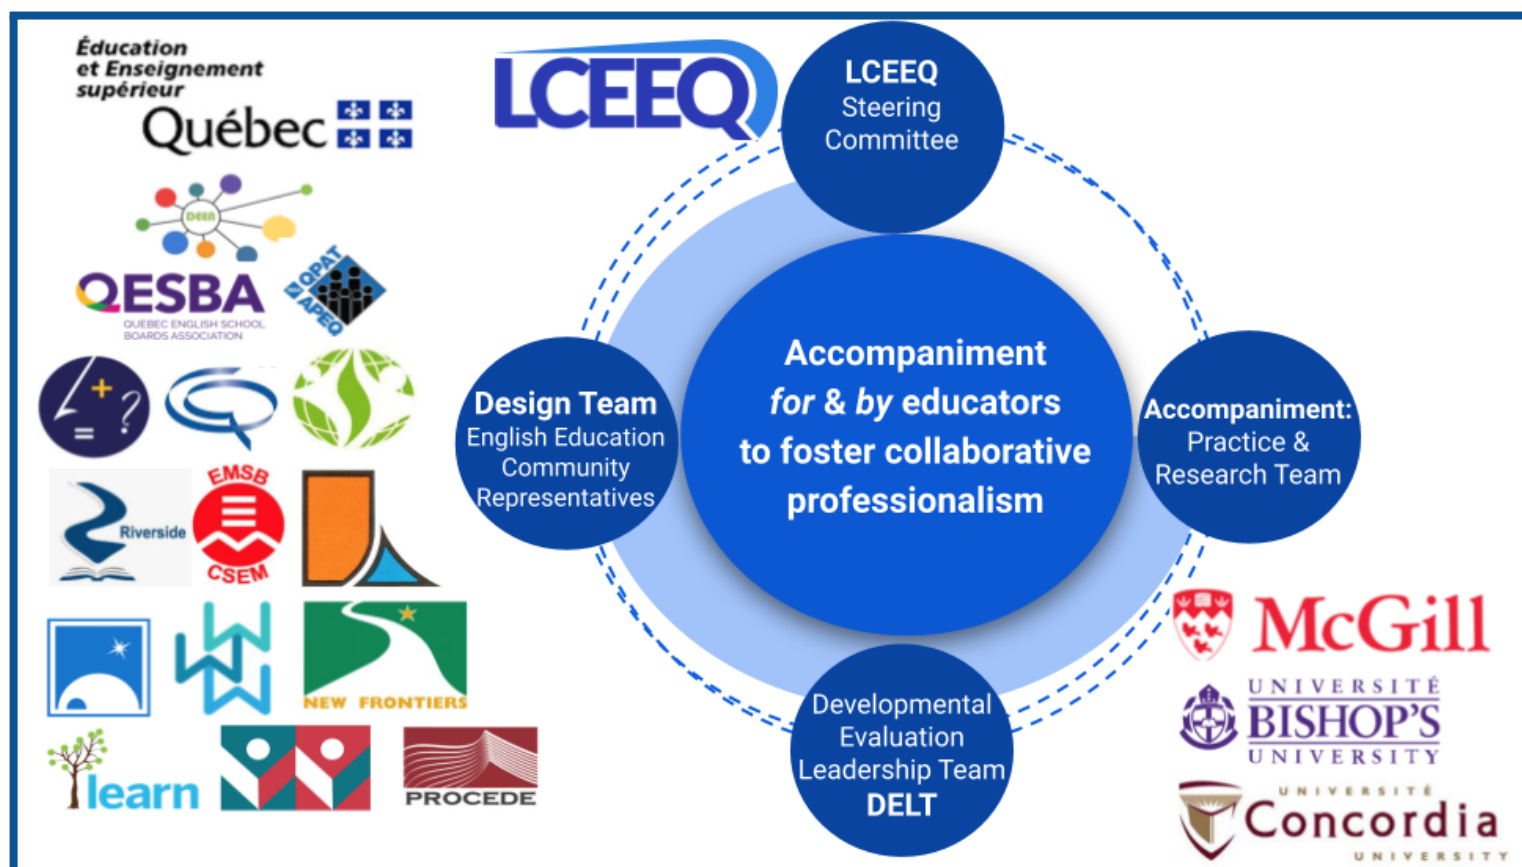 Éducation
et Enseignement
supérieur
Québec
DEEN
QESBA
QUEBEC ENGLISH SCHOOL
BOARDS ASSOCIATION
QPAT
APEQ
+
= ?
Riverside
EMSB
CSEM
NEW FRONTIERS
learn
PROCEDE
LCEEQ
LCEEQ
Steering
Committee
Design Team
English Education
Community
Representatives
Accompaniment
for & by educators
to foster collaborative
professionalism
Accompaniment:
Practice &
Research Team
Developmental
Evaluation
Leadership Team
DELT
McGill
UNIVERSITÉ
BISHOP'S
UNIVERSITY
UNIVERSITÉ
Concordia
UNIVERSITY